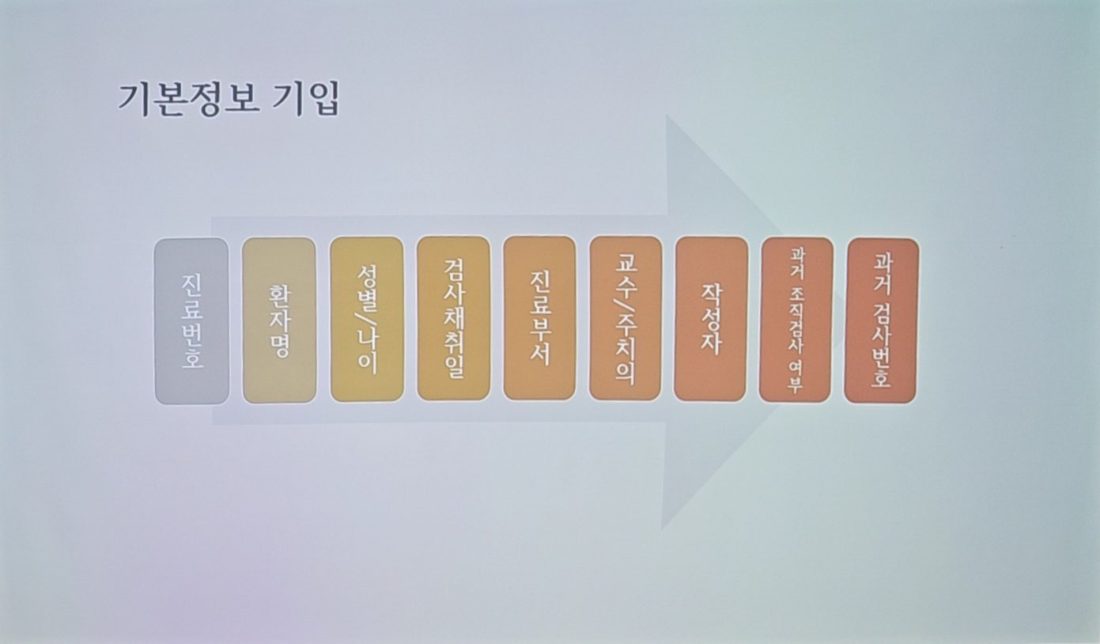 기본정보 기입
진료번호
환자명
성별/나이
검사채취일
진료부서
교수/주치의
작성자
과거 조직검사 여부
과거 검사번호